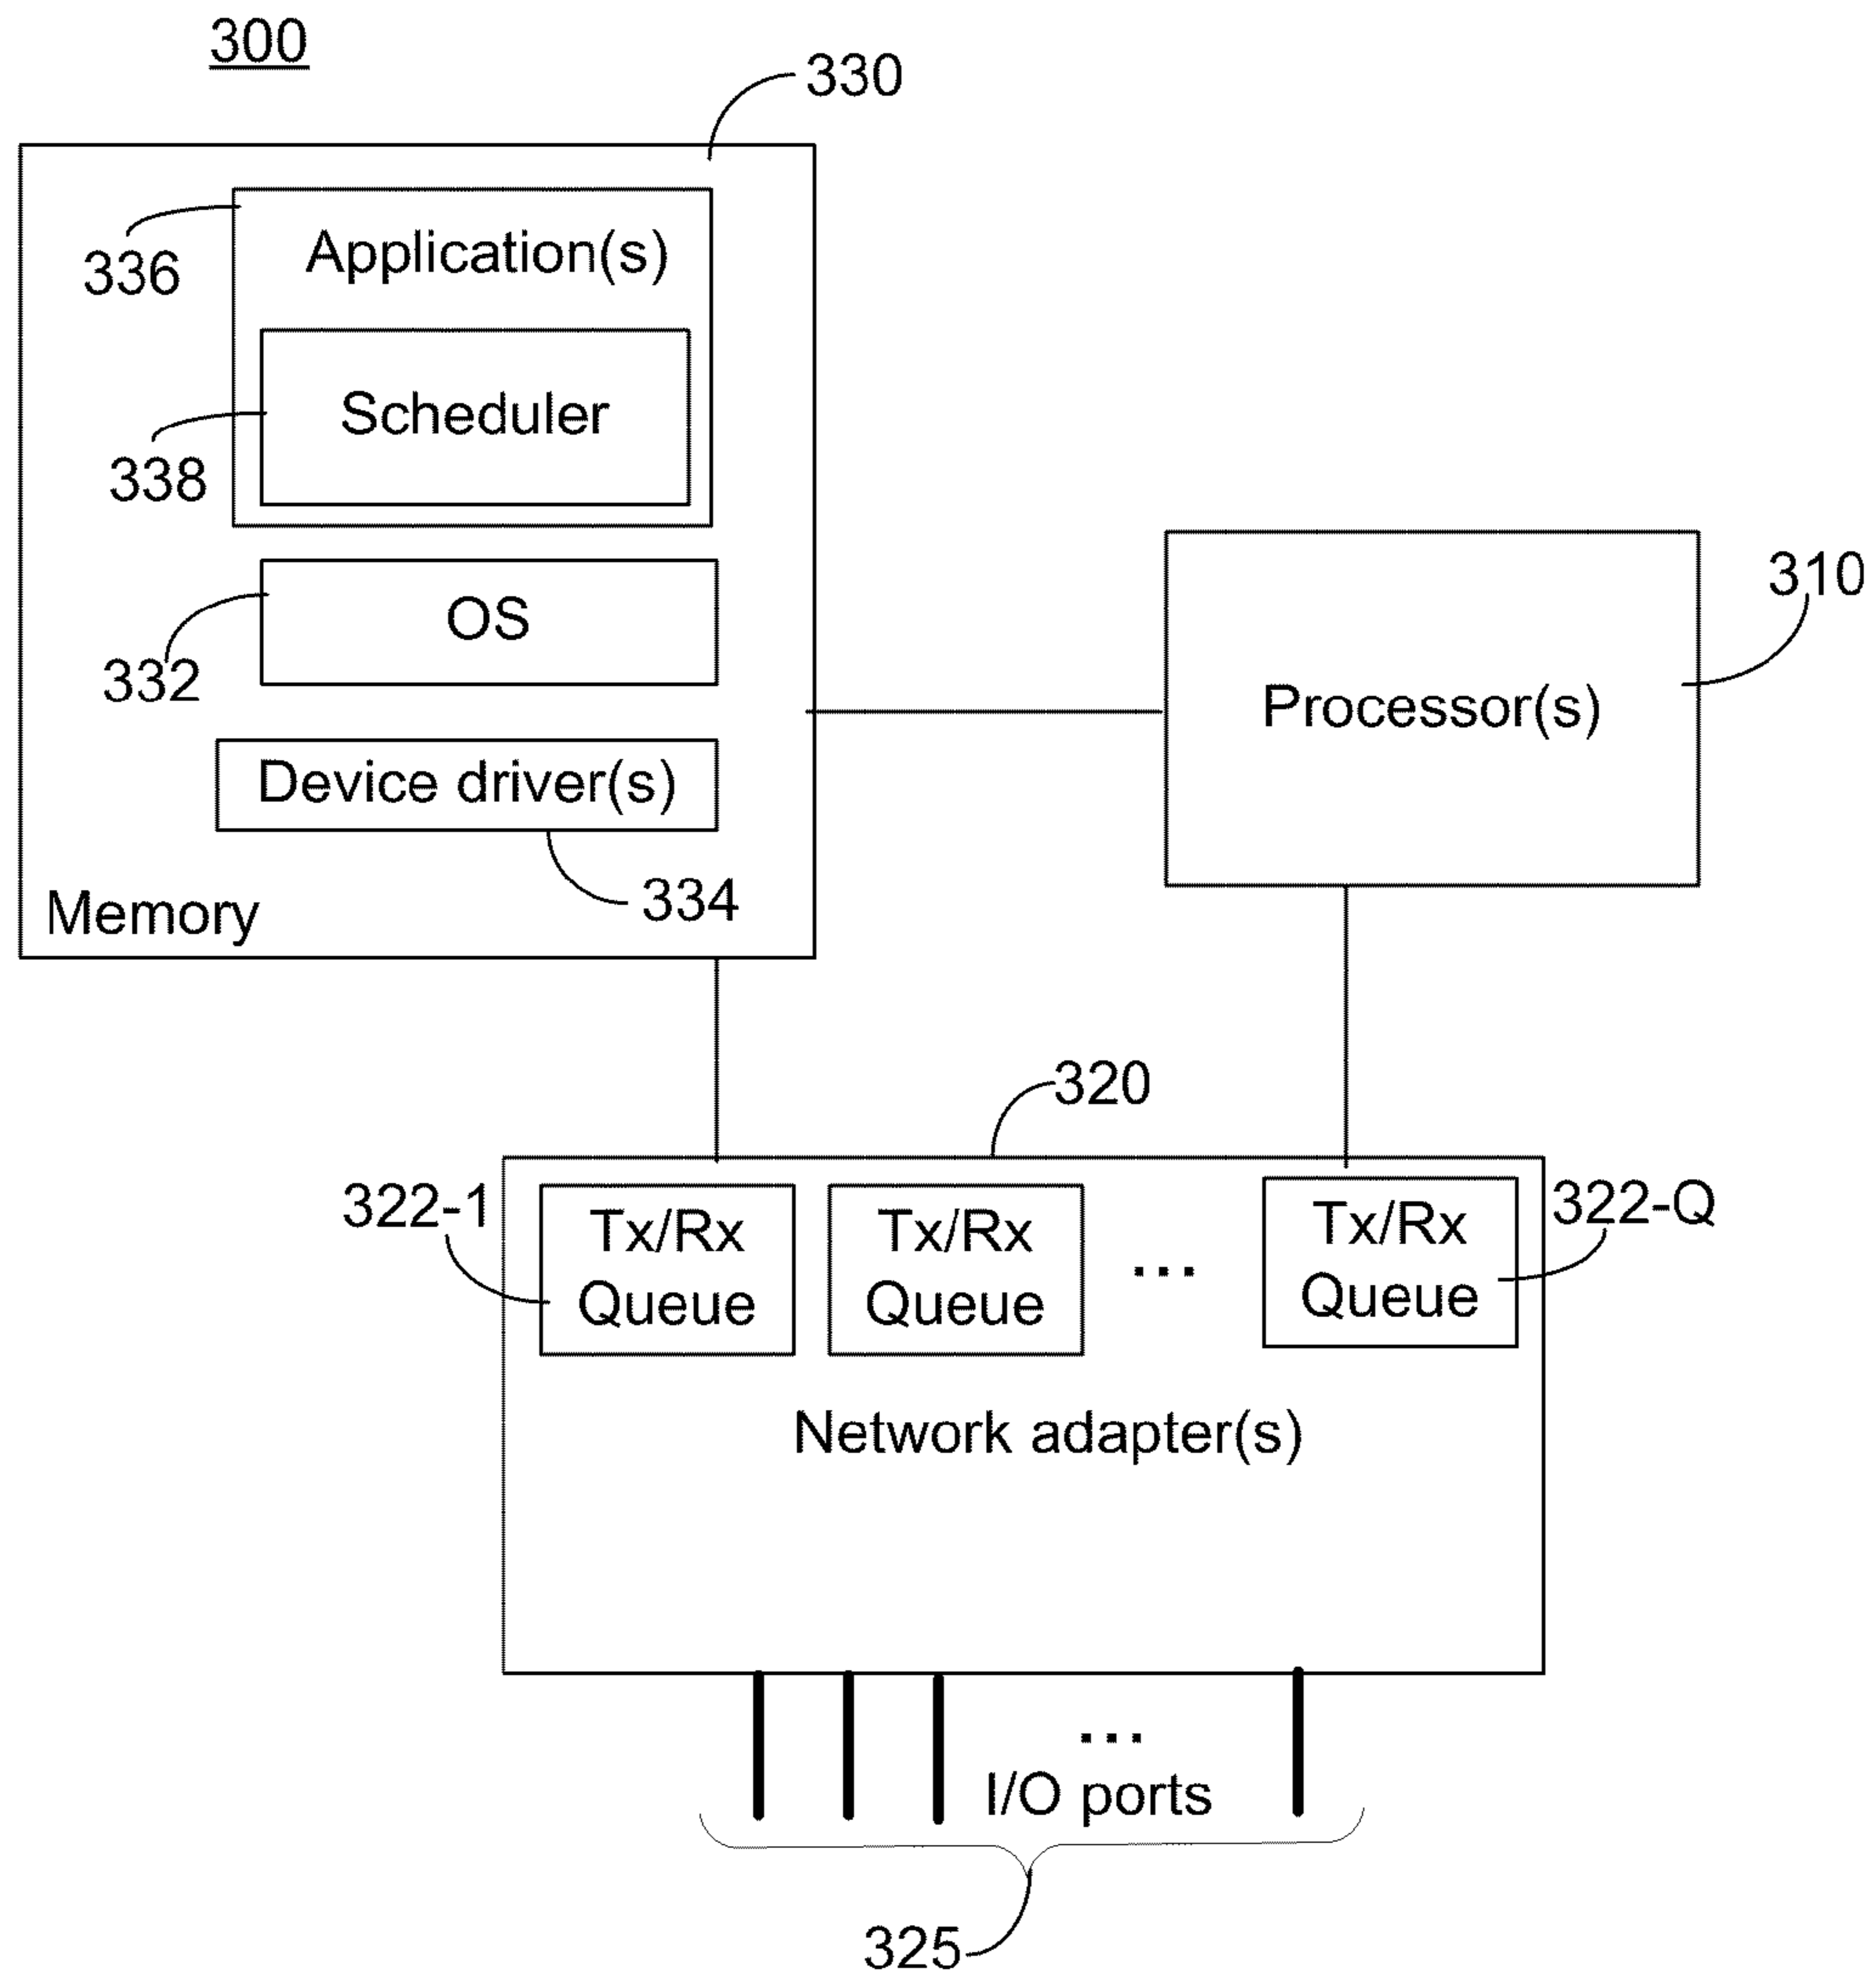 300
330
336
Application(s)
Scheduler
338
OS
332
Device driver(s)
334
Memory
310
Processor(s)
320
322-1
Tx/Rx
Queue
Tx/Rx
Queue
...
Tx/Rx
Queue
322-Q
Network adapter(s)
...
I/O ports
325